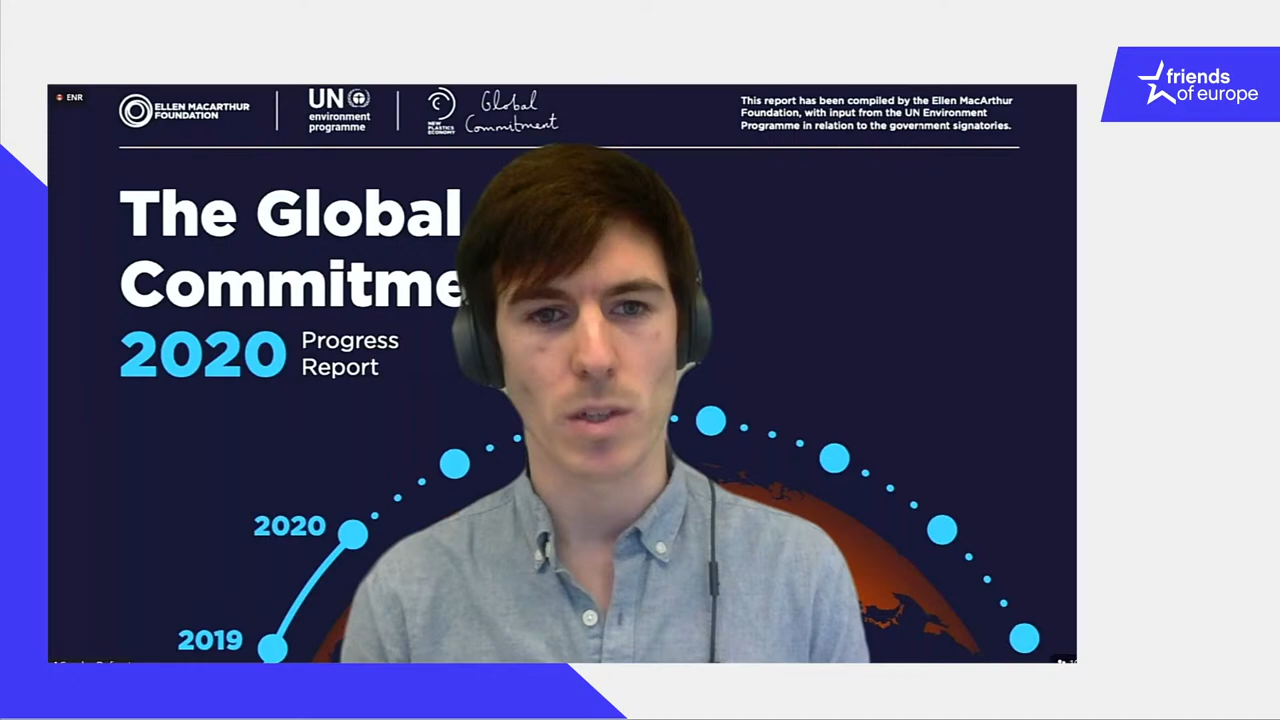 friends
of europe
ENR
ELLEN MACARTHUR
FOUNDATION
UN
environment
programme
NEW
PLASTICS
ECONOMY
Global
Commitment
This report has been compiled by the Ellen MacArthur
Foundation, with input from the UN Environment
Programme in relation to the government signatories.
The Global
Commitme
2020
Progress
Report
2020
2019